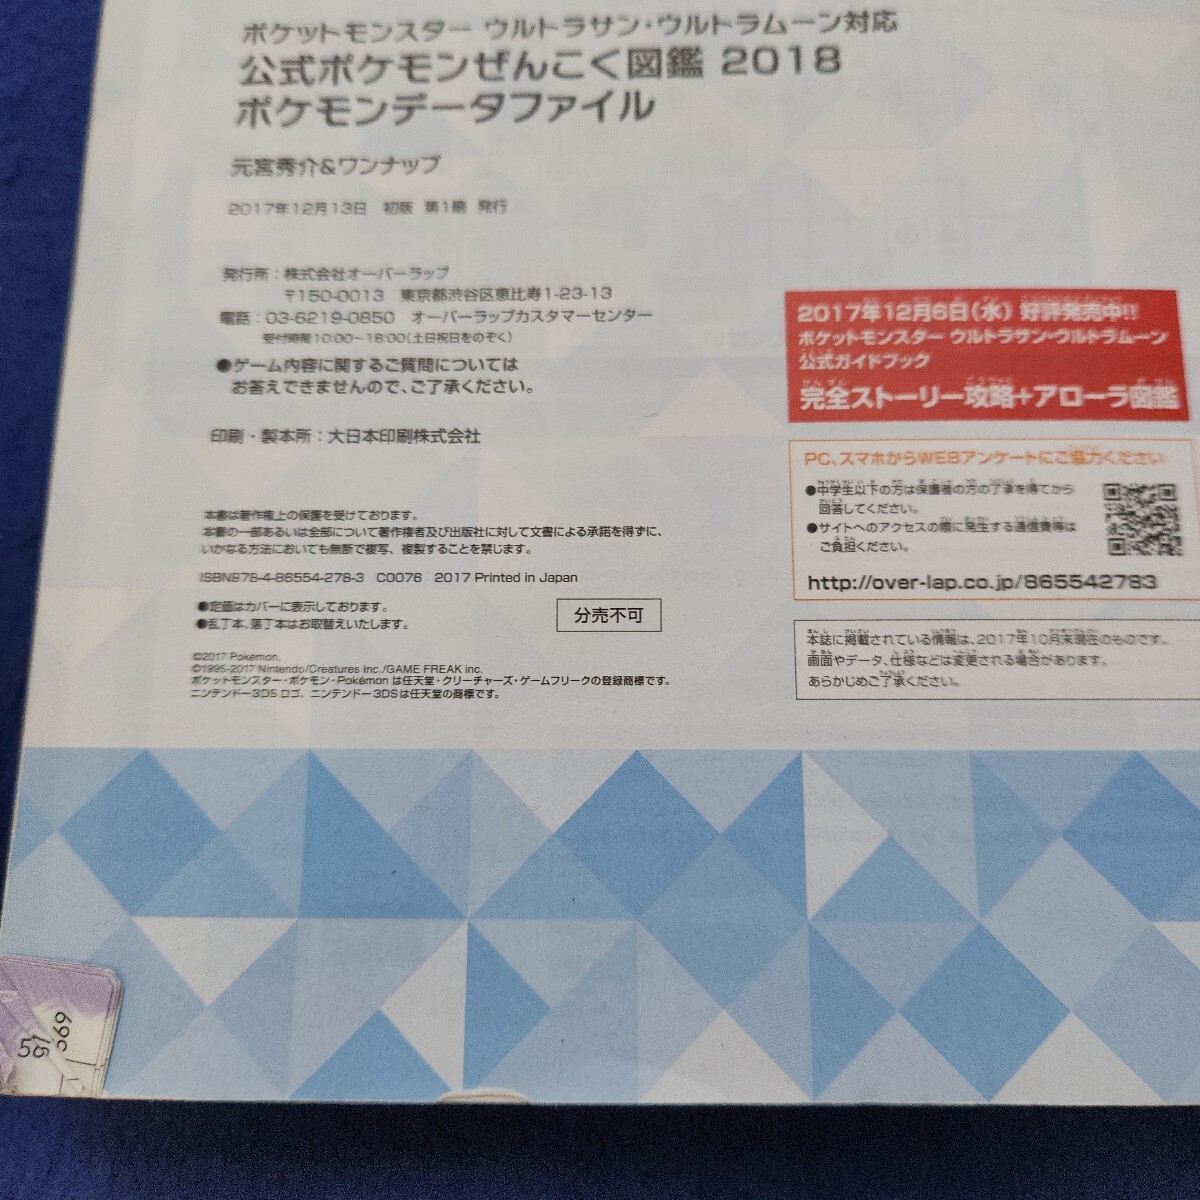 ポケットモンスター ウルトラサン・ウルトラムーン対応
公式ポケモンぜんこく図鑑 2018
ポケモンデータファイル
元宮秀介&ワンナップ
2017年12月13日 初版 第1刷 発行
発行所：株式会社オーバーラップ
〒150-0013 東京都渋谷区恵比寿1-23-13
電話：03-6219-0850 オーバーラップカスタマーセンター
受付時間10:00〜18:00(土日祝日をのぞく)
●ゲーム内容に関するご質問については
お答えできませんので、ご了承ください。
印刷・製本所：大日本印刷株式会社
本書は著作権上の保護を受けております。
本書の一部あるいは全部について著作権者及び出版社に対して文書による承諾を得ずに、
いかなる方法においても無断で複写、複製することを禁じます。
ISBN978-4-86554-278-3 C0076 2017 Printed in Japan
●定価はカバーに表示しております。
●乱丁本、落丁本はお取替えいたします。
分売不可
©2017 Pokémon.
©1995-2017 Nintendo/Creatures Inc./GAME FREAK inc.
ポケットモンスター・ポケモン・Pokémon は任天堂・クリーチャーズ・ゲームフリークの登録商標です。
ニンテンドー3DS ロゴ、ニンテンドー3DSは任天堂の商標です。
2017年12月6日(水) 好評発売中!!
ポケットモンスター ウルトラサン・ウルトラムーン
公式ガイドブック
完全ストーリー攻略+アローラ図鑑
PC、スマホからWEBアンケートにご協力ください
●中学生以下の方は保護者の方の了承を得てから
回答してください。
●サイトへのアクセスの際に発生する通信費等は
ご負担ください。
http://over-lap.co.jp/865542783
本誌に掲載されている情報は、2017年10月末現在のものです。
画面やデータ、仕様などは変更される場合があります。
あらかじめご了承ください。